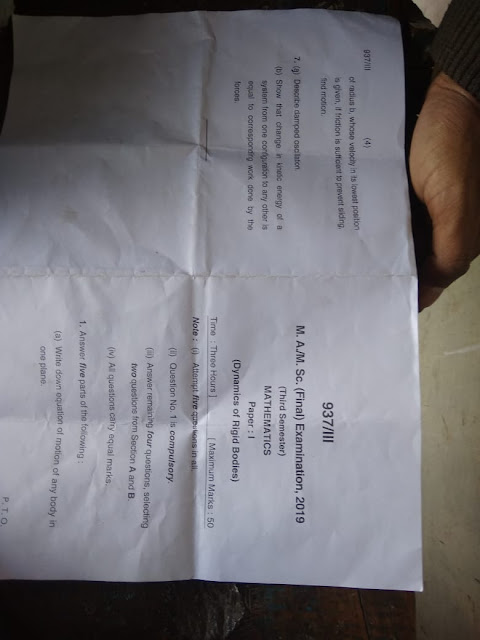 937/III
(4)
of radius b, whose velocity in its lowest position
is given, if friction is sufficient to prevent sliding,
find motion.
7. (a) Describe damped oscilation.
(b) Show that change in kinetic energy of a
system from one configuration to any other is
equal to corresponding work done by the
forces.
937/III
M. A./M. Sc. (Final) Examination, 2019
(Third Semester)
MATHEMATICS
Paper : I
(Dynamics of Rigid Bodies)
Time : Three Hours ] [ Maximum Marks : 50
Note : (i) Attempt five questions in all.
(ii) Question No. 1 is compulsory.
(iii) Answer remaining four questions, selecting
two questions from Section A and B.
(iv) All questions carry equal marks.
1. Answer five parts of the following :
(a) Write down equation of motion of any body in
one plane.
P. T. O.